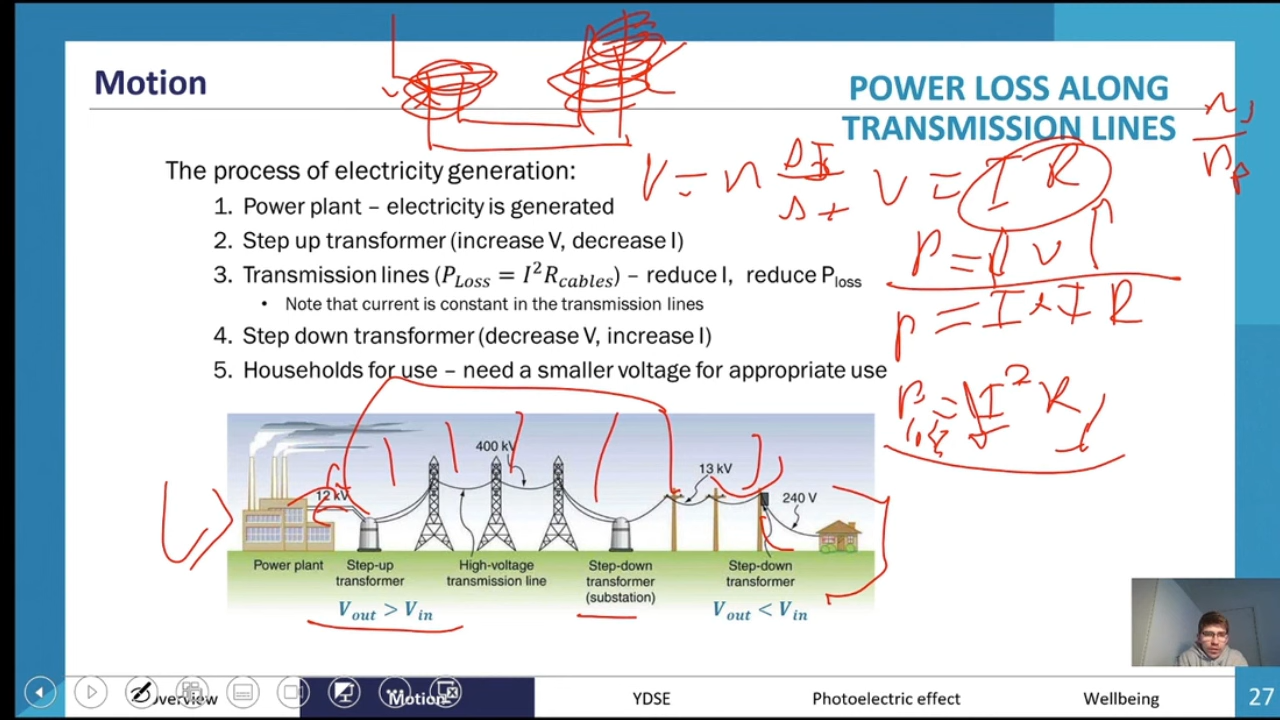 Motion
POWER LOSS ALONG
TRANSMISSION LINES
The process of electricity generation:
1. Power plant – electricity is generated
2. Step up transformer (increase V, decrease I)
3. Transmission lines (P_Loss = I²R_cables) – reduce I, reduce P_loss
• Note that current is constant in the transmission lines
4. Step down transformer (decrease V, increase I)
5. Households for use – need a smaller voltage for appropriate use
V = IR
P = IV
P = I × I R
P = I² R
400 kV
12 kV
13 kV
240 V
Power plant
Step-up
transformer
High-voltage
transmission line
Step-down
transformer
(substation)
Step-down
transformer
V_out > V_in
V_out < V_in
Overview
Motion
YDSE
Photoelectric effect
Wellbeing
27